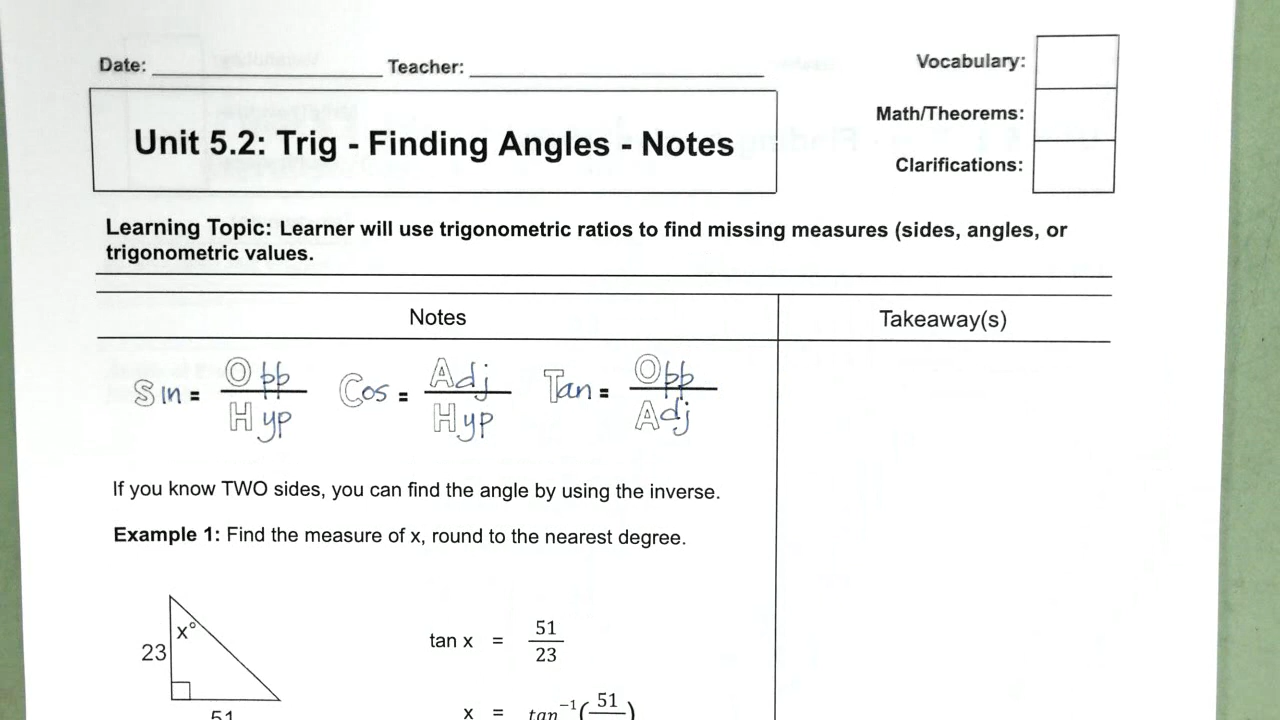 Date: Teacher: Vocabulary:
Unit 5.2: Trig - Finding Angles - Notes
Math/Theorems:
Clarifications:
Learning Topic: Learner will use trigonometric ratios to find missing measures (sides, angles, or
trigonometric values.
Notes Takeaway(s)
Sin = Opp/Hyp Cos = Adj/Hyp Tan = Opp/Adj
If you know TWO sides, you can find the angle by using the inverse.
Example 1: Find the measure of x, round to the nearest degree.
x°
23
51
tan x = 51/23
x = tan⁻¹(51)